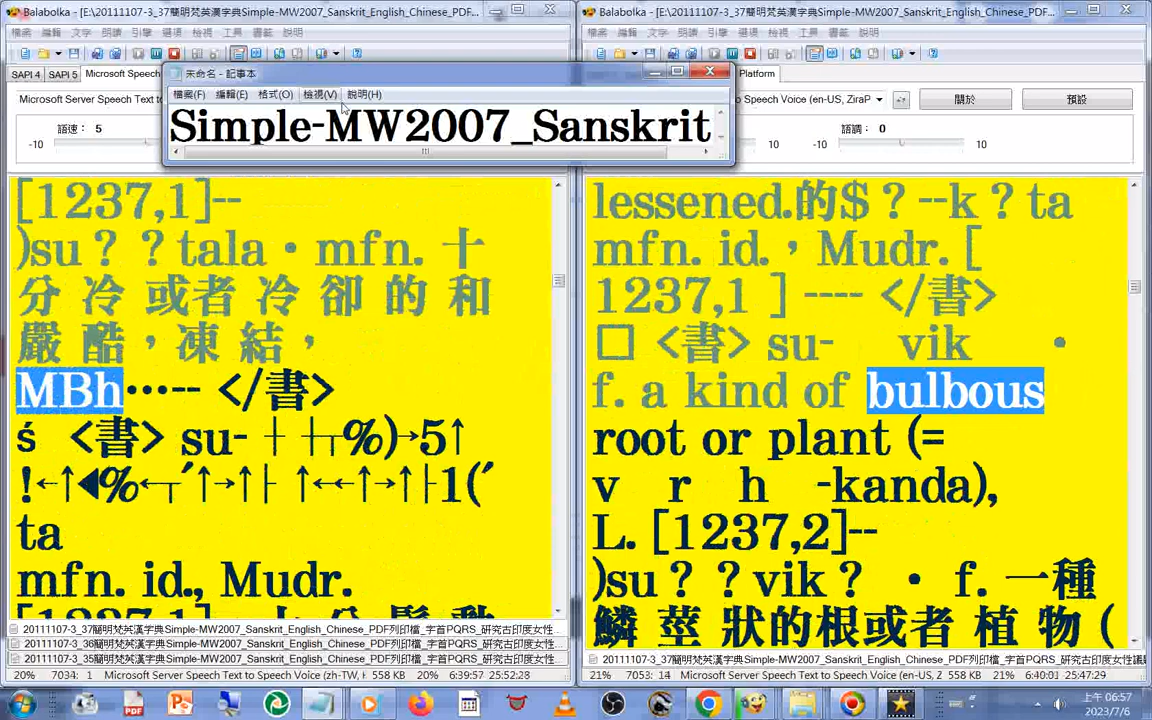 Balabolka - [E:\20111107-3_37簡明梵英漢字典Simple-MW2007_Sanskrit_English_Chinese_PDF...
檔案 編輯 文字 朗讀 引擎 選項 檢視 工具 書籤 說明
SAPI 4 SAPI 5 Microsoft Speech
Microsoft Server Speech Text to
語速： 5
-10
[1237,1]--
)su？？tala‧mfn. 十
分 冷 或者 冷 卻 的 和
嚴 酷，凍 結，
MBh…-- </書>
ś <書> su- ┼ ┼┬%)→5↑
!←↑◀%←┬′↑→↑├ ↑←←↑→↑├1(′
ta
mfn. id., Mudr.
20111107-3_37簡明梵英漢字典Simple-MW2007_Sanskrit_English_Chinese_PDF列印檔_字首PQRS_研究古印度女性...
20111107-3_36簡明梵英漢字典Simple-MW2007_Sanskrit_English_Chinese_PDF列印檔_字首PQRS_研究古印度女性...
20111107-3_35簡明梵英漢字典Simple-MW2007_Sanskrit_English_Chinese_PDF列印檔_字首PQRS_研究古印度女性...
20% 7034: 1 Microsoft Server Speech Text to Speech Voice (zh-TW, H 558 KB 20% 6:39:57 25:52:28
未命名 - 記事本
檔案(F) 編輯(E) 格式(O) 檢視(V) 說明(H)
Simple-MW2007_Sanskrit
Balabolka - [E:\20111107-3_37簡明梵英漢字典Simple-MW2007_Sanskrit_English_Chinese_PDF...
檔案 編輯 文字 朗讀 引擎 選項 檢視 工具 書籤 說明
Platform
Speech Voice (en-US, ZiraP 關於 預設
語調： 0
10 -10 10
lessened.的$？--k？ta
mfn. id.，Mudr. [
1237,1 ] ---- </書>
□ <書> su- vik ‧
f. a kind of bulbous
root or plant (=
v r h -kanda),
L. [1237,2]--
)su？？vik？ ‧ f. 一種
鱗 莖 狀的根或者 植 物 (
20111107-3_37簡明梵英漢字典Simple-MW2007_Sanskrit_English_Chinese_PDF列印檔_字首PQRS_研究古印度女性議
21% 7053: 14 Microsoft Server Speech Text to Speech Voice (en-US, Z 558 KB 21% 6:40:01 25:47:29
上午 06:57
2023/7/6